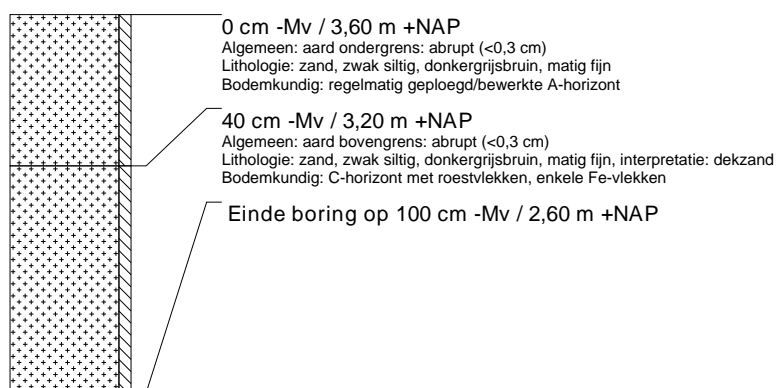 0 cm -Mv / 3,60 m +NAP
Algemeen: aard ondergrens: abrupt (<0,3 cm)
Lithologie: zand, zwak siltig, donkergrijsbruin, matig fijn
Bodemkundig: regelmatig geploegd/bewerkte A-horizont
40 cm -Mv / 3,20 m +NAP
Algemeen: aard bovengrens: abrupt (<0,3 cm)
Lithologie: zand, zwak siltig, donkergrijsbruin, matig fijn, interpretatie: dekzand
Bodemkundig: C-horizont met roestvlekken, enkele Fe-vlekken
Einde boring op 100 cm -Mv / 2,60 m +NAP